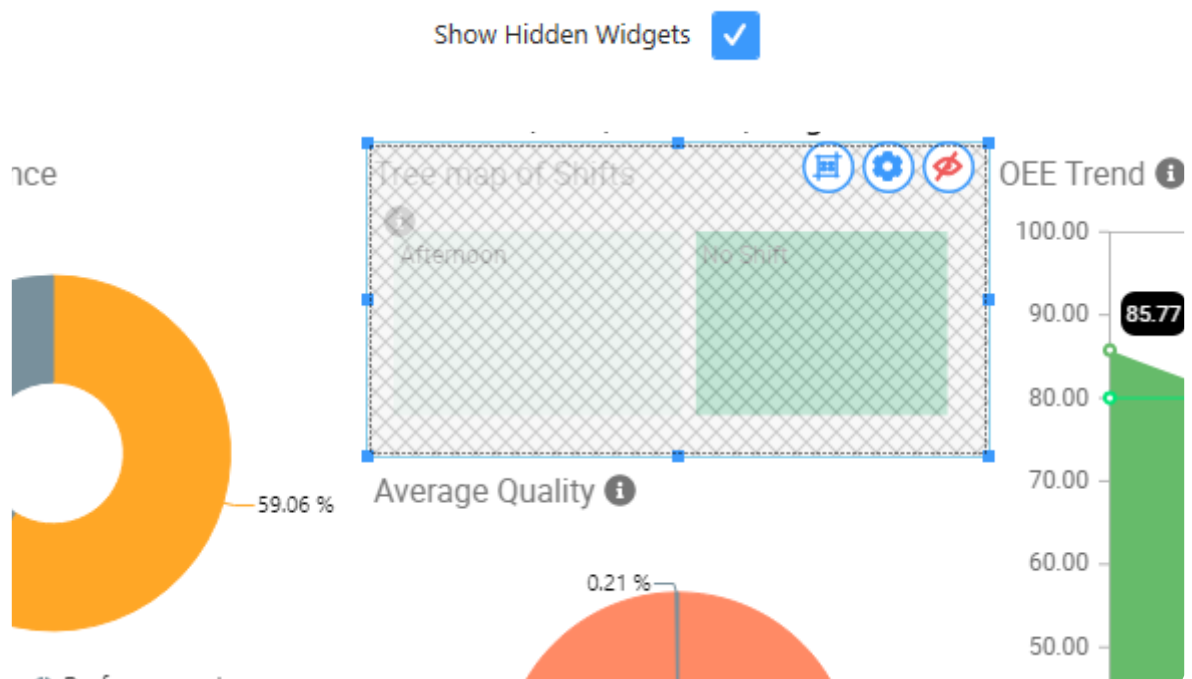 Show Hidden Widgets
nce
Tree map of Shifts
OEE Trend
Afternoon
No Shift
100.00
90.00
85.77
80.00
70.00
Average Quality
59.06 %
60.00
0.21 %
50.00